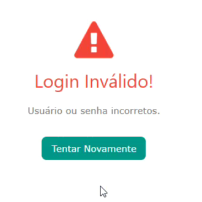 Login Inválido!
Usuário ou senha incorretos.
Tentar Novamente